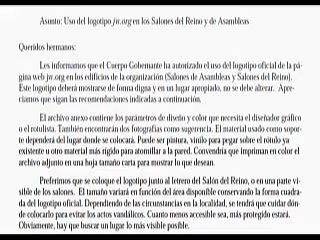 Asunto: Uso del logotipo jw.org en los Salones del Reino y de Asambleas
Queridos hermanos:
Les informamos que el Cuerpo Gobernante ha autorizado el uso del logotipo oficial de la pá-
gina web jw.org en los edificios de la organización (Salones de Asambleas y Salones del Reino).
Este logotipo deberá mostrarse de forma digna y en un lugar apropiado, no se debe alterar. Apre-
ciamos que sigan las recomendaciones indicadas a continuación.
El archivo anexo contiene los parámetros de diseño y color que necesita el diseñador gráfico
o el rotulista. También encontrarán dos fotografías como sugerencia. El material usado como sopor-
te dependerá del lugar donde se colocará. Puede ser pintura, vinilo para pegar sobre el rótulo ya
existente u otro material más rígido para atornillar a la pared. Convendría que impriman en color el
archivo adjunto en una hoja tamaño carta para mostrar lo que desean.
Preferimos que se coloque el logotipo junto al letrero del Salón del Reino, o en una parte vi-
sible de los salones. El tamaño variará en función del área disponible conservando la forma cuadra-
da del logotipo oficial. Dependiendo de las circunstancias en la localidad, se tendrá que cuidar dón-
de colocarlo para evitar los actos vandálicos. Cuanto menos accesible sea, más protegido estará.
Obviamente, hay que buscar un lugar lo más visible posible.